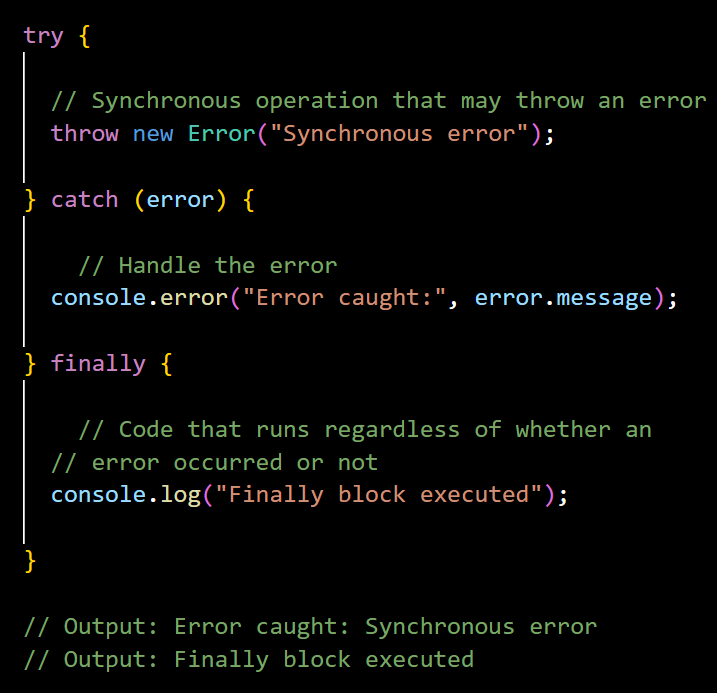 try {
// Synchronous operation that may throw an error
throw new Error("Synchronous error");
} catch (error) {
// Handle the error
console.error("Error caught:", error.message);
} finally {
// Code that runs regardless of whether an
// error occurred or not
console.log("Finally block executed");
}
// Output: Error caught: Synchronous error
// Output: Finally block executed